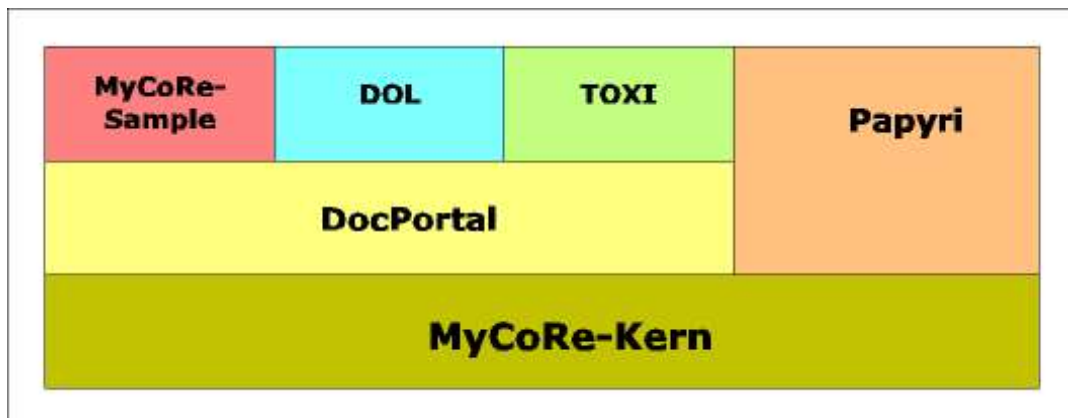 MyCoRe-
Sample
DOL
TOXI
Papyri
DocPortal
MyCoRe-Kern